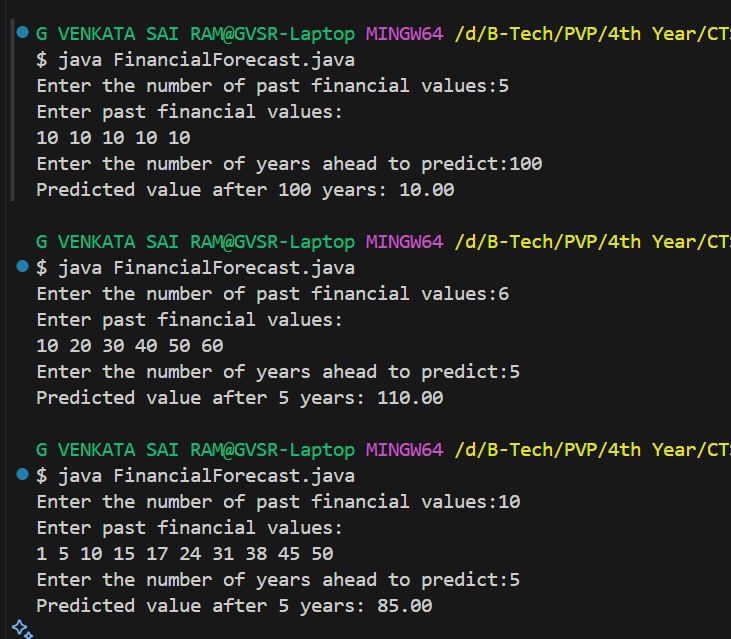 G VENKATA SAI RAM@GVSR-Laptop MINGW64 /d/B-Tech/PVP/4th Year/CTS
$ java FinancialForecast.java
Enter the number of past financial values:5
Enter past financial values:
10 10 10 10 10
Enter the number of years ahead to predict:100
Predicted value after 100 years: 10.00
G VENKATA SAI RAM@GVSR-Laptop MINGW64 /d/B-Tech/PVP/4th Year/CTS
$ java FinancialForecast.java
Enter the number of past financial values:6
Enter past financial values:
10 20 30 40 50 60
Enter the number of years ahead to predict:5
Predicted value after 5 years: 110.00
G VENKATA SAI RAM@GVSR-Laptop MINGW64 /d/B-Tech/PVP/4th Year/CTS
$ java FinancialForecast.java
Enter the number of past financial values:10
Enter past financial values:
1 5 10 15 17 24 31 38 45 50
Enter the number of years ahead to predict:5
Predicted value after 5 years: 85.00